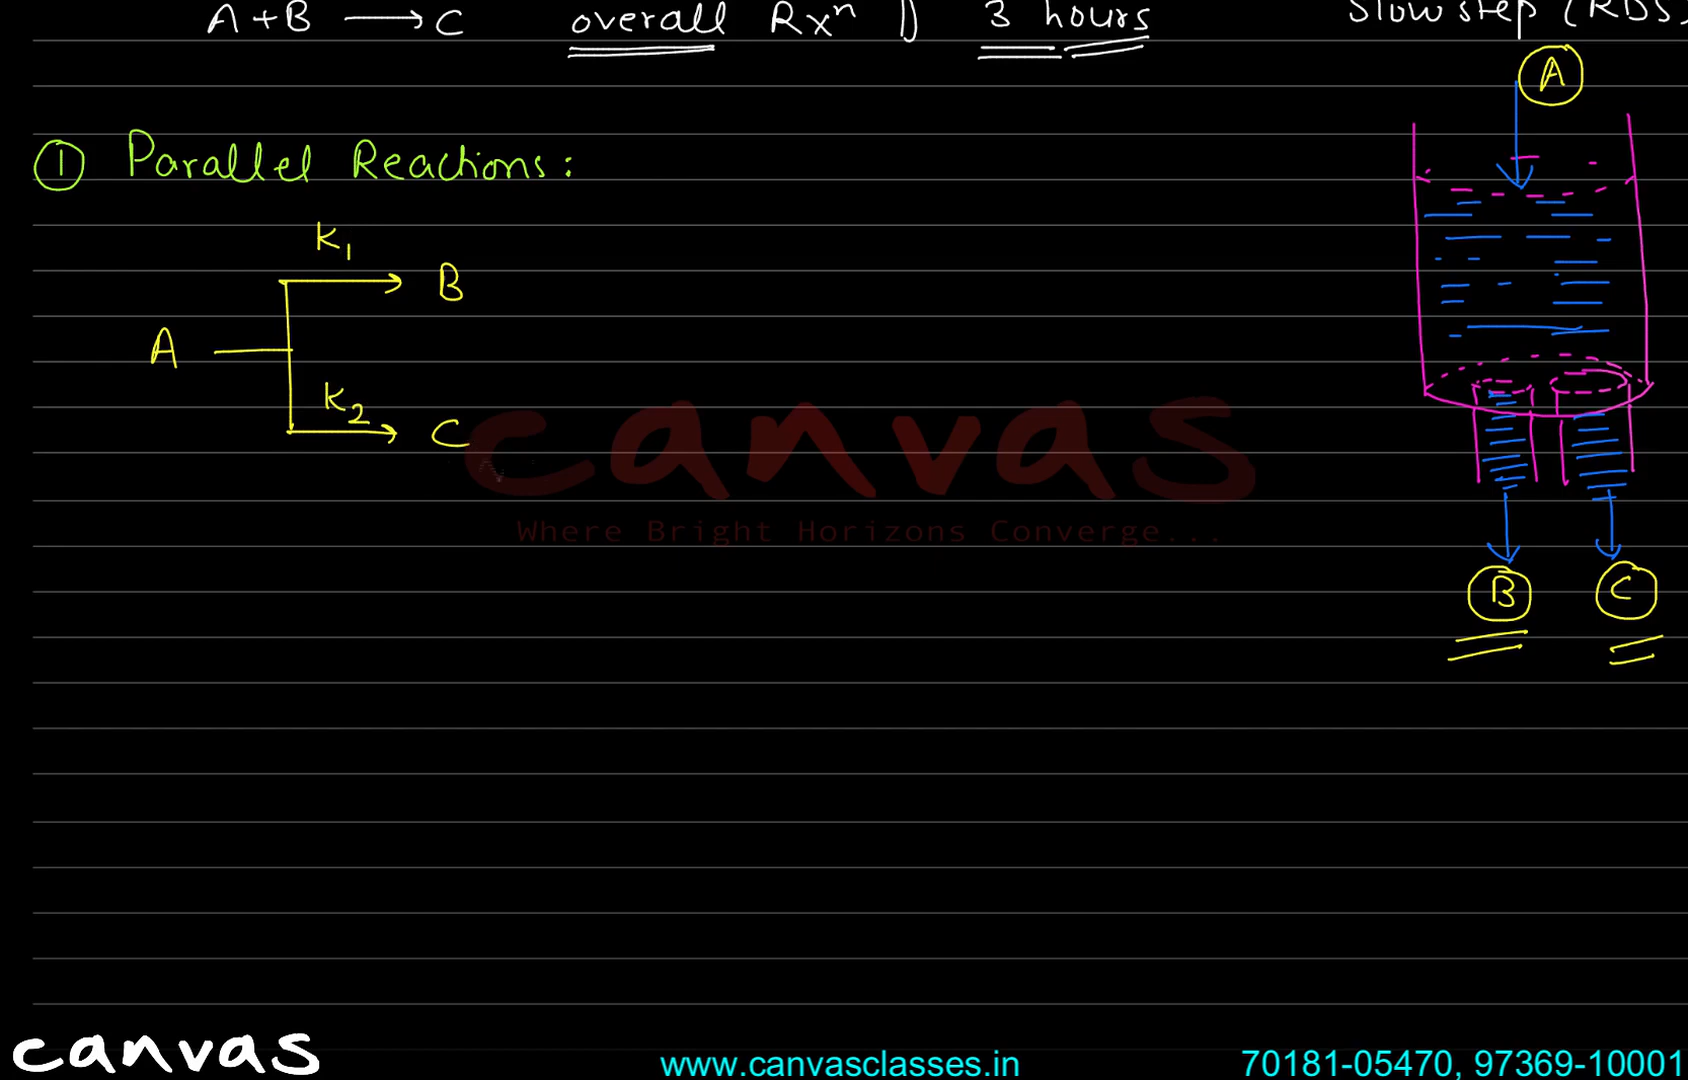 A + B → C overall Rxⁿ ⇒ 3 hours
Slow step (RDS)
A
① Parallel Reactions:
K₁
B
A
K₂
C
canvas
Where Bright Horizons Converge...
B C
canvas
www.canvasclasses.in
70181-05470, 97369-10001